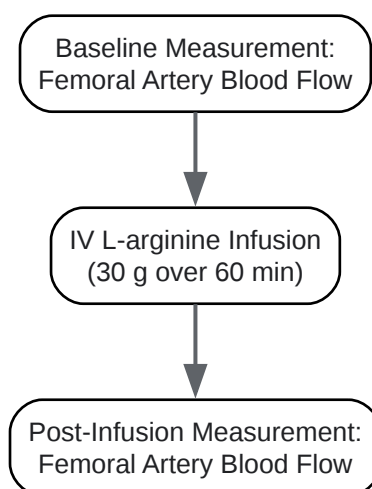 Baseline Measurement:
Femoral Artery Blood Flow
IV L-arginine Infusion
(30 g over 60 min)
Post-Infusion Measurement:
Femoral Artery Blood Flow